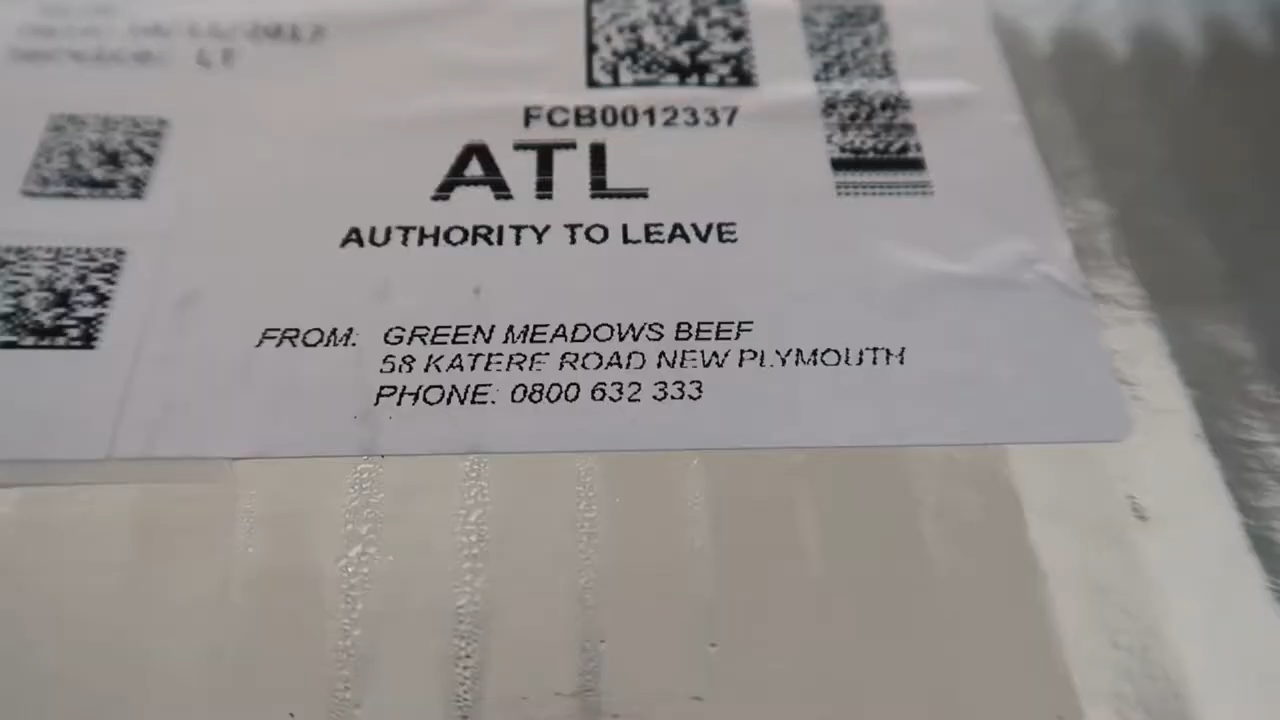 FCB0012337
ATL
AUTHORITY TO LEAVE
FROM: GREEN MEADOWS BEEF
58 KATERE ROAD NEW PLYMOUTH
PHONE: 0800 632 333